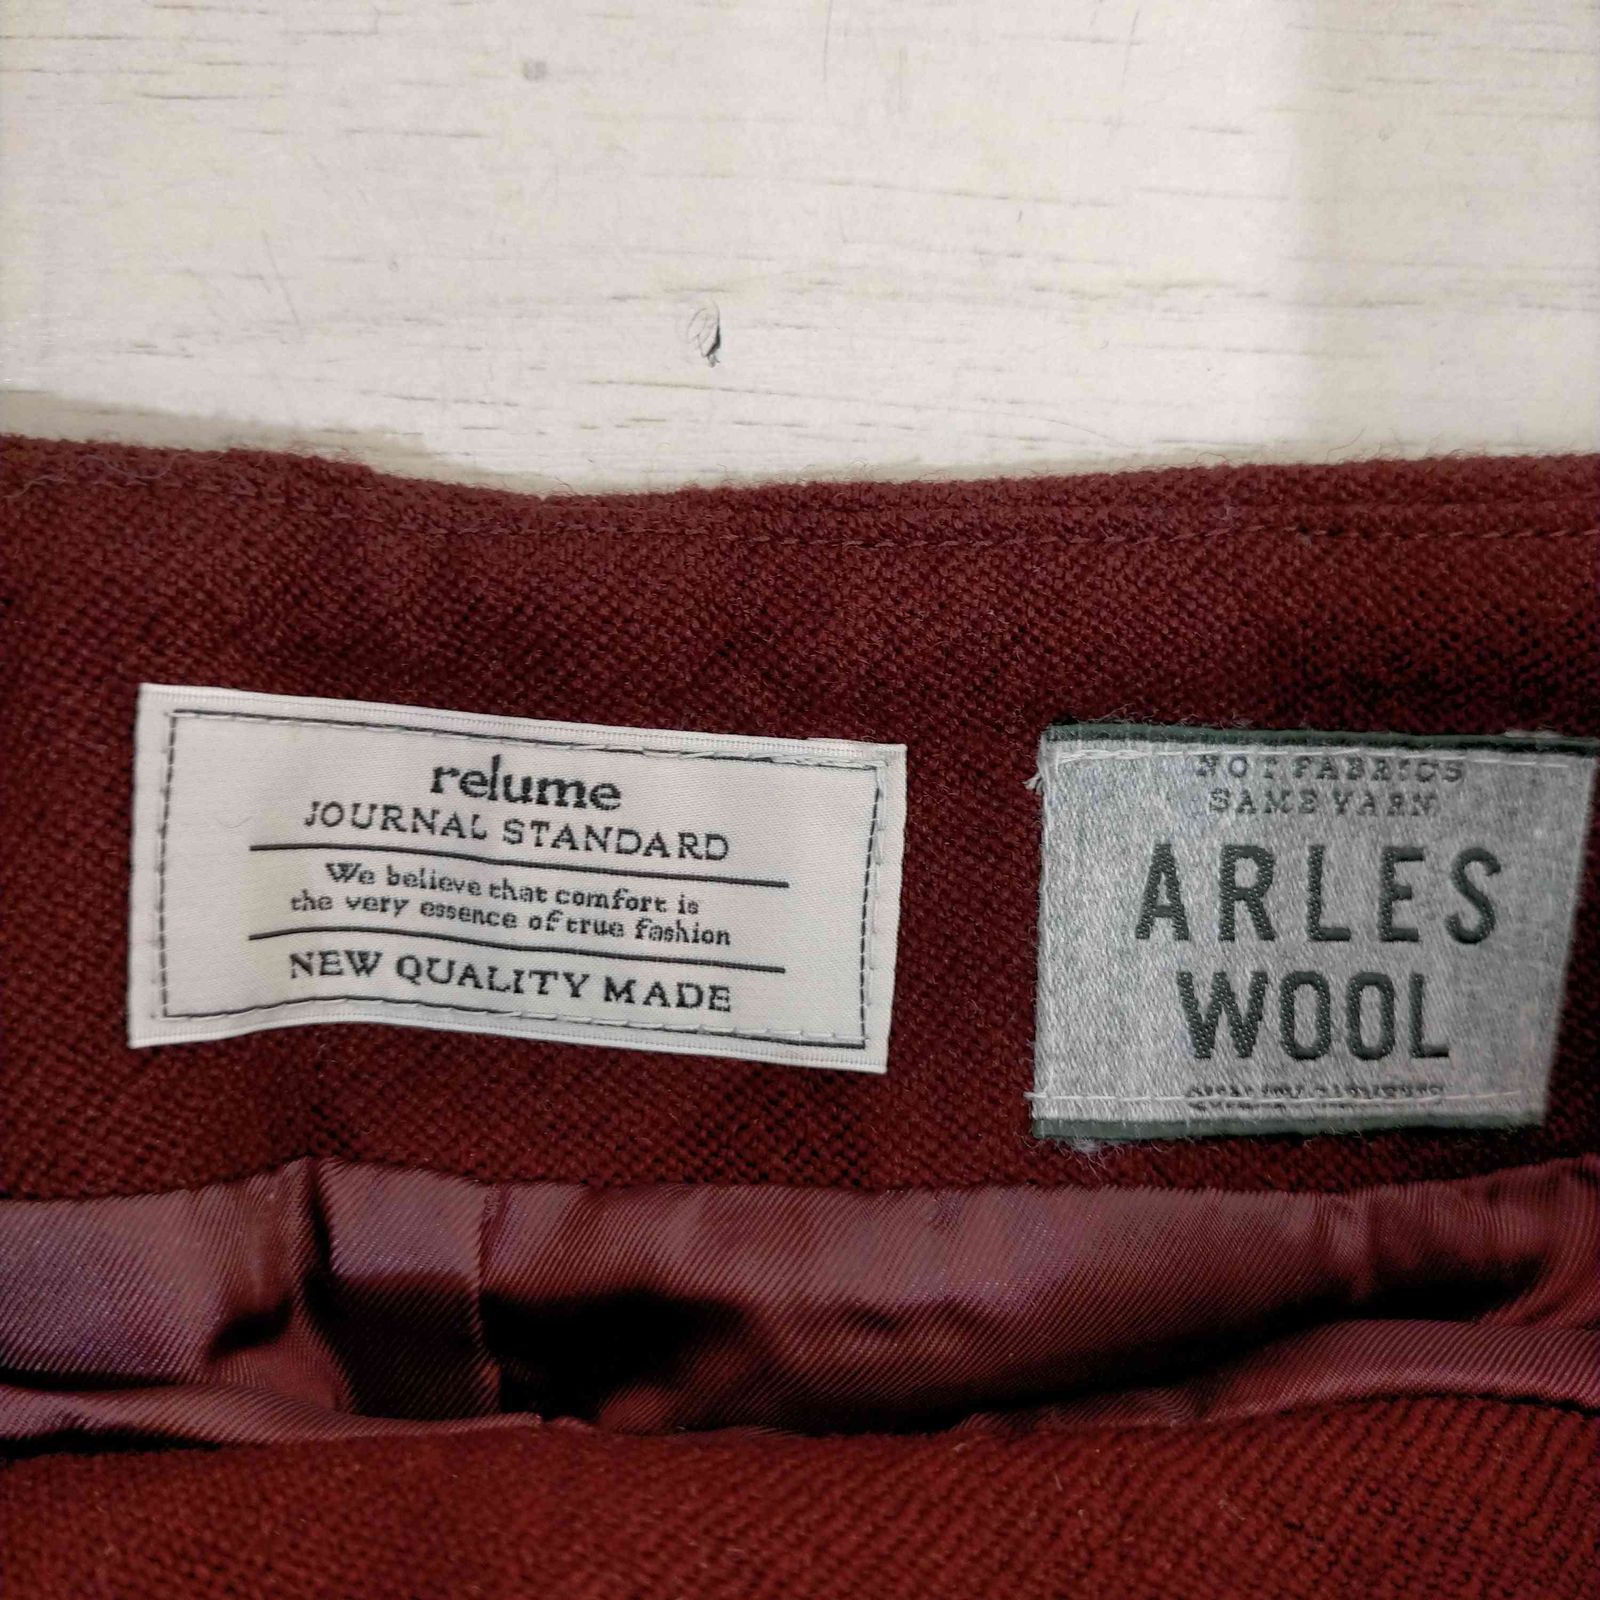 relume
JOURNAL STANDARD
We believe that comfort is
the very essence of true fashion
NEW QUALITY MADE
NOT FABRICS
SAME YARN
ARLES
WOOL
QUALITY